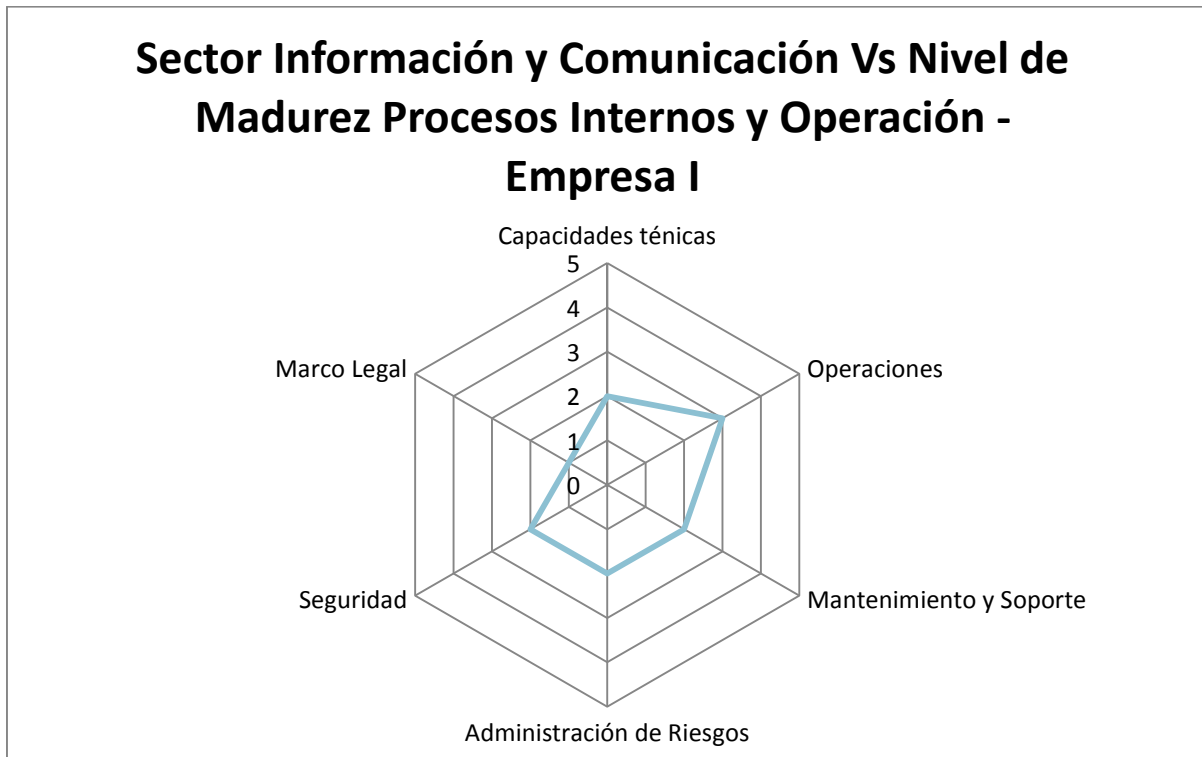 Sector Información y Comunicación Vs Nivel de
Madurez Procesos Internos y Operación -
Empresa I
Capacidades ténicas
5
4
3
2
1
0
Marco Legal
Operaciones
Seguridad
Mantenimiento y Soporte
Administración de Riesgos